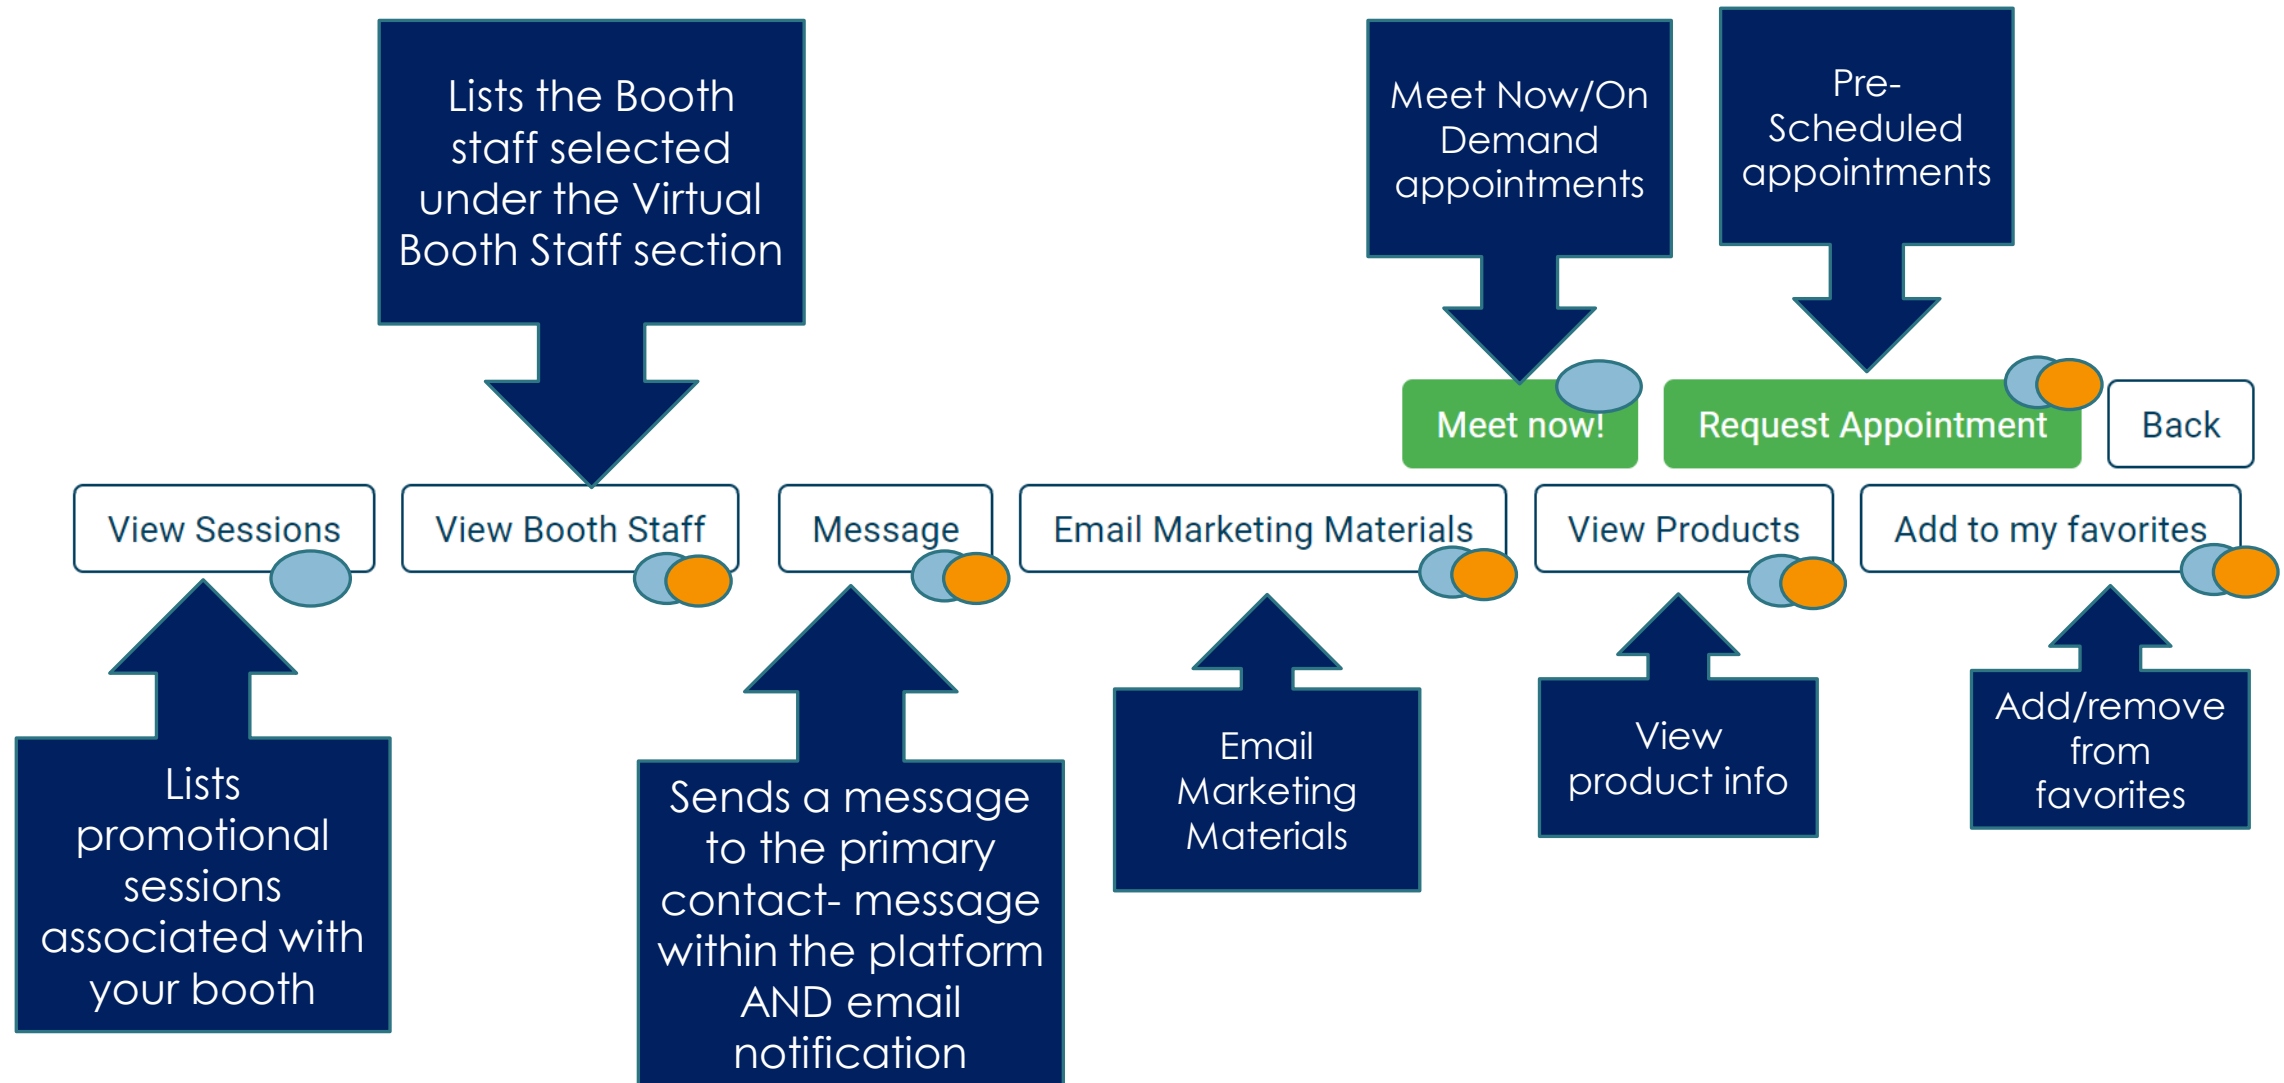 Lists the Booth
staff selected
under the Virtual
Booth Staff section
Meet Now/On
Demand
appointments
Pre-
Scheduled
appointments
Meet now!
Request Appointment
Back
View Sessions
View Booth Staff
Message
Email Marketing Materials
View Products
Add to my favorites
Lists
promotional
sessions
associated with
your booth
Sends a message
to the primary
contact- message
within the platform
AND email
notification
Email
Marketing
Materials
View
product info
Add/remove
from
favorites